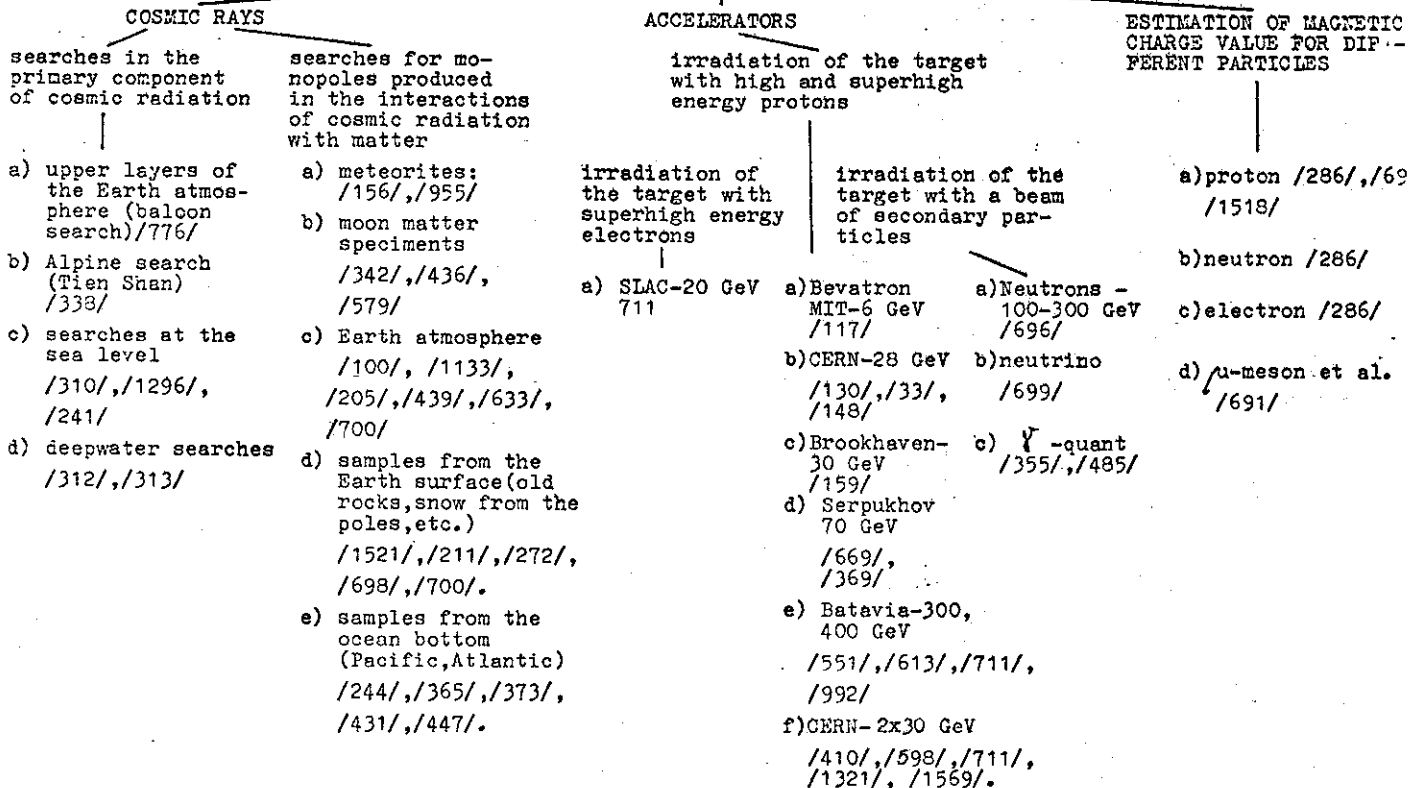 COSMIC RAYS
searches in the
primary component
of cosmic radiation
a) upper layers of
the Earth atmos-
phere (baloon
search)/776/
b) Alpine search
(Tien Shan)
/338/
c) searches at the
sea level
/310/,/1296/,
/241/
d) deepwater searches
/312/,/313/
searches for mo-
nopoles produced
in the interactions
of cosmic radiation
with matter
a) meteorites:
/156/,/955/
b) moon matter
speciments
/342/,/436/,
/579/
c) Earth atmosphere
/100/, /1133/,
/205/,/439/,/633/,
/700/
d) samples from the
Earth surface(old
rocks,snow from the
poles,etc.)
/1521/,/211/,/272/,
/698/,/700/.
e) samples from the
ocean bottom
(Pacific,Atlantic)
/244/,/365/,/373/,
/431/,/447/.
ACCELERATORS
irradiation of the target
with high and superhigh
energy protons
irradiation of
the target with
superhigh energy
electrons
a) SLAC-20 GeV
711
a)Bevatron
MIT-6 GeV
/117/
b)CERN-28 GeV
/130/,/33/,
/148/
c)Brookhaven-
30 GeV
/159/
d) Serpukhov
70 GeV
/669/,
/369/
e) Batavia-300,
400 GeV
/551/,/613/,/711/,
/992/
f)CERN-2x30 GeV
/410/,/598/,/711/,
/1321/, /1569/.
irradiation of the
target with a beam
of secondary par-
ticles
a)Neutrons -
100-300 GeV
/696/
b)neutrino
/699/
c) γ -quant
/355/,/485/
ESTIMATION OF MAGNETIC
CHARGE VALUE FOR DIF-
FERENT PARTICLES
a)proton /286/,/69
/1518/
b)neutron /286/
c)electron /286/
d) μ-meson et al.
/691/